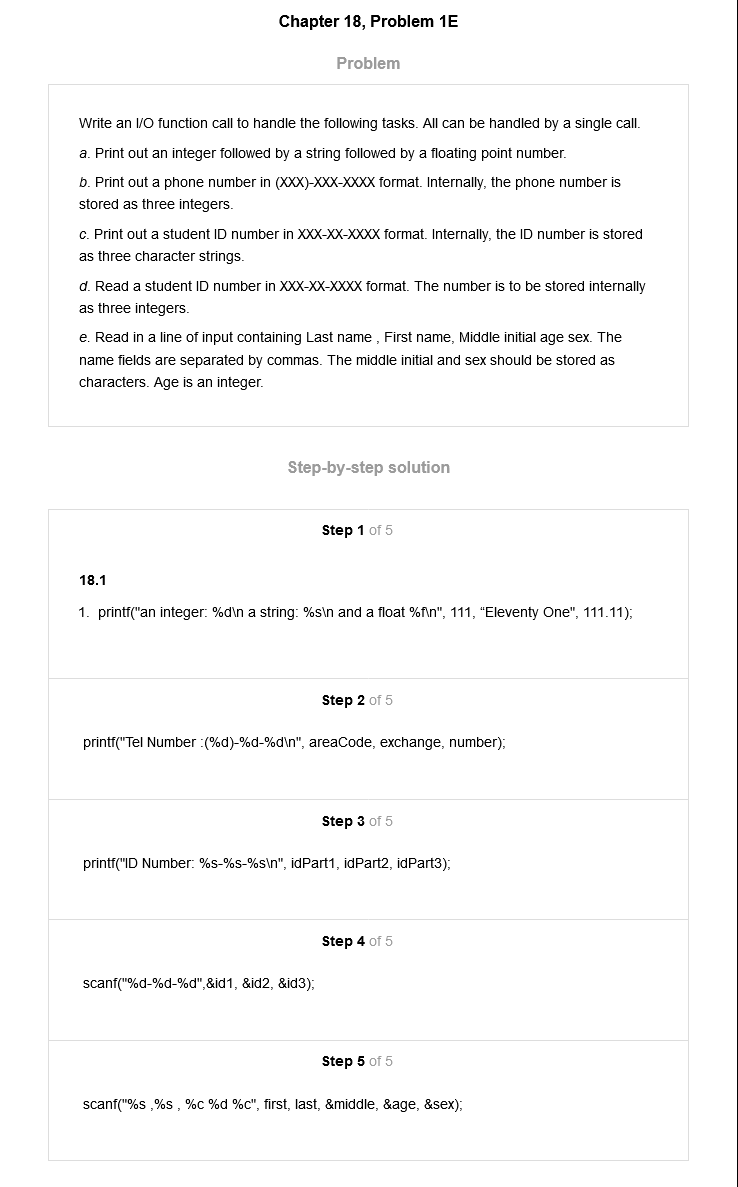 Chapter 18, Problem 1E
Problem
Write an I/O function call to handle the following tasks. All can be handled by a single call.
a. Print out an integer followed by a string followed by a floating point number.
b. Print out a phone number in (XXX)-XXX-XXXX format. Internally, the phone number is
stored as three integers.
c. Print out a student ID number in XXX-XX-XXXX format. Internally, the ID number is stored
as three character strings.
d. Read a student ID number in XXX-XX-XXXX format. The number is to be stored internally
as three integers.
e. Read in a line of input containing Last name , First name, Middle initial age sex. The
name fields are separated by commas. The middle initial and sex should be stored as
characters. Age is an integer.
Step-by-step solution
Step 1 of 5
18.1
1. printf("an integer: %d\n a string: %s\n and a float %f\n", 111, “Eleventy One", 111.11);
Step 2 of 5
printf("Tel Number :(%d)-%d-%d\n", areaCode, exchange, number);
Step 3 of 5
printf("ID Number: %s-%s-%s\n", idPart1, idPart2, idPart3);
Step 4 of 5
scanf("%d-%d-%d",&id1, &id2, &id3);
Step 5 of 5
scanf("%s ,%s , %c %d %c", first, last, &middle, &age, &sex);